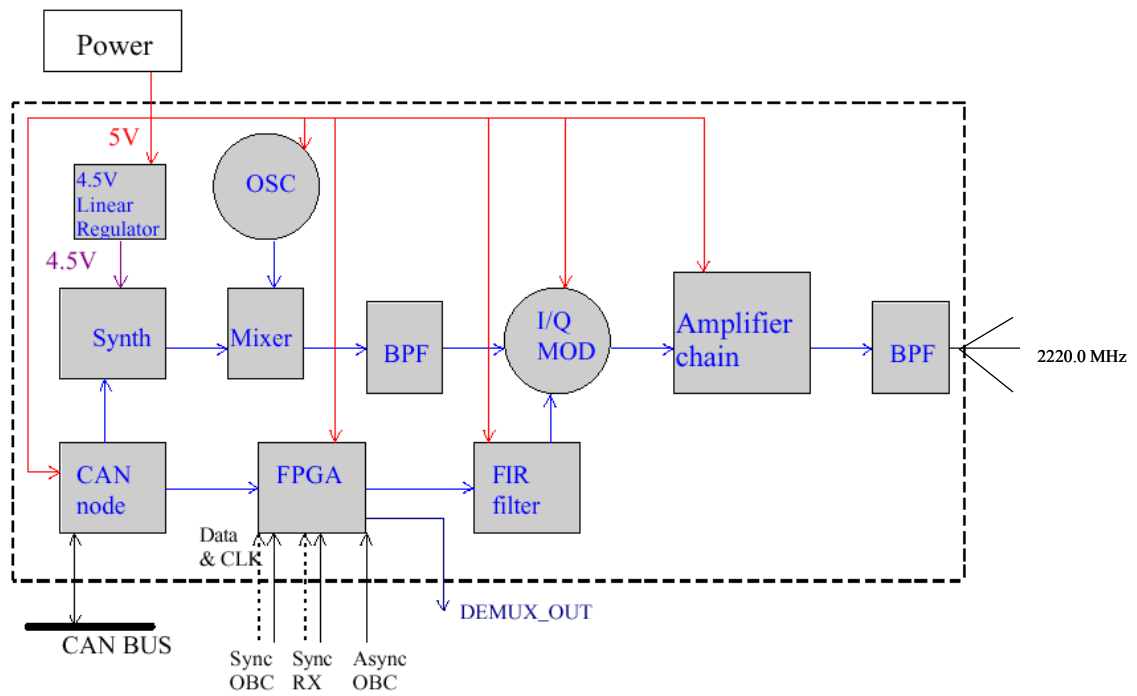 Power
5V
4.5V
Linear
Regulator
OSC
4.5V
Synth
Mixer
BPF
I/Q
MOD
Amplifier
chain
BPF
2220.0 MHz
CAN
node
FPGA
FIR
filter
Data
& CLK
DEMUX_OUT
CAN BUS
Sync
OBC
Sync
RX
Async
OBC